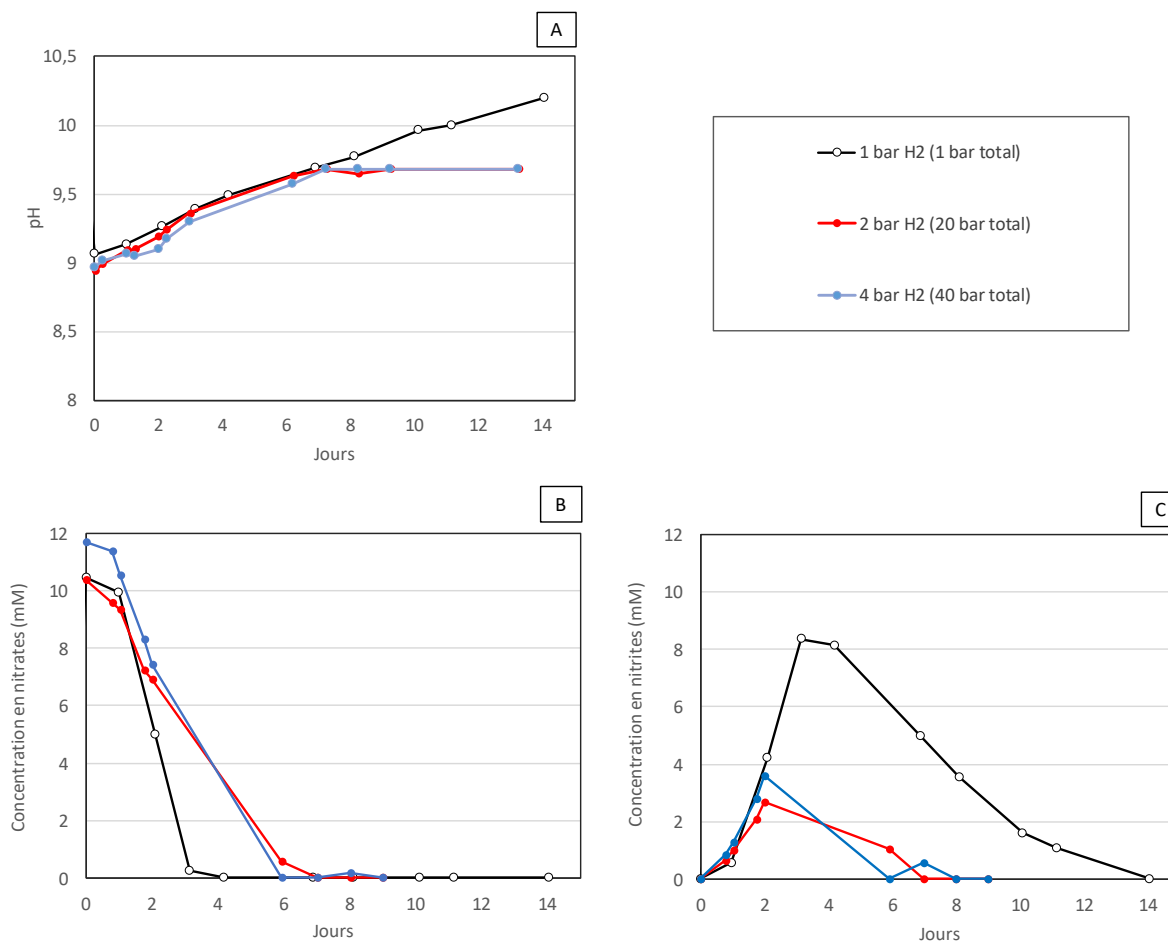 A
10,5
10
9,5
9
8,5
8
pH
0 2 4 6 8 10 12 14
Jours
1 bar H2 (1 bar total)
2 bar H2 (20 bar total)
4 bar H2 (40 bar total)
B
12
10
8
6
4
2
0
Concentration en nitrates (mM)
0 2 4 6 8 10 12 14
Jours
C
12
10
8
6
4
2
0
Concentration en nitrites (mM)
0 2 4 6 8 10 12 14
Jours